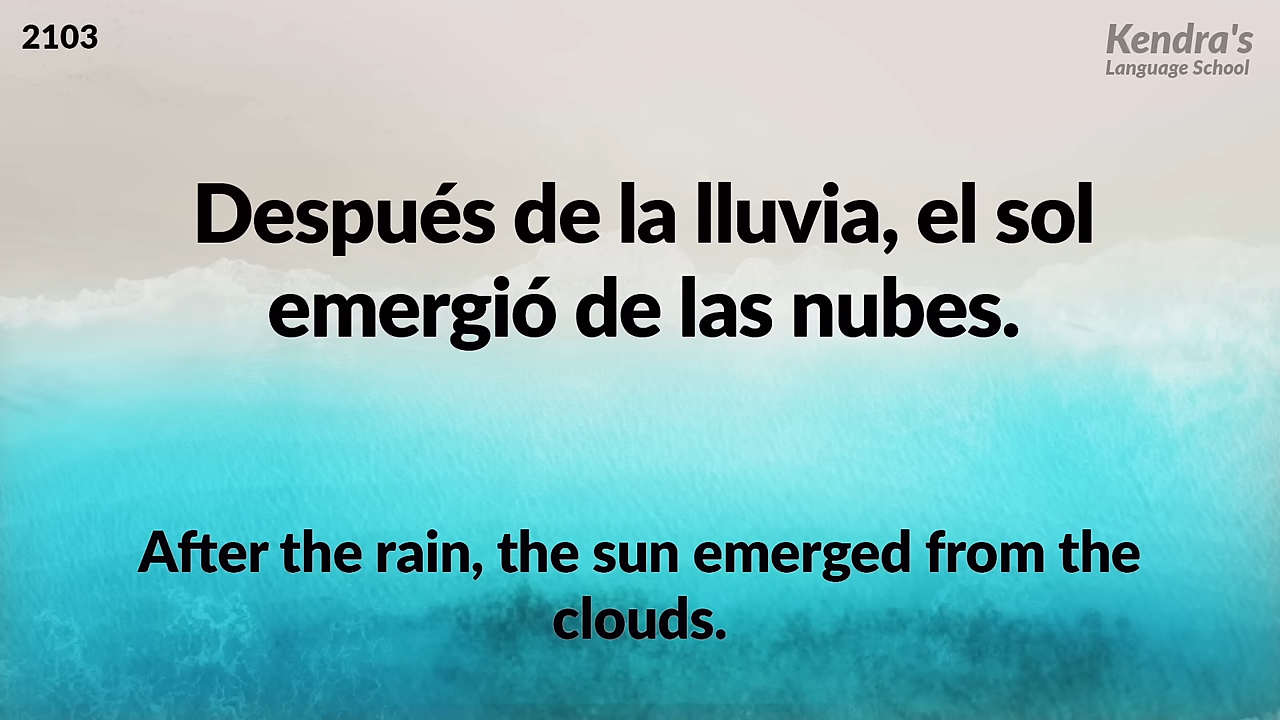 2103
Kendra's
Language School
Después de la lluvia, el sol
emergió de las nubes.
After the rain, the sun emerged from the
clouds.